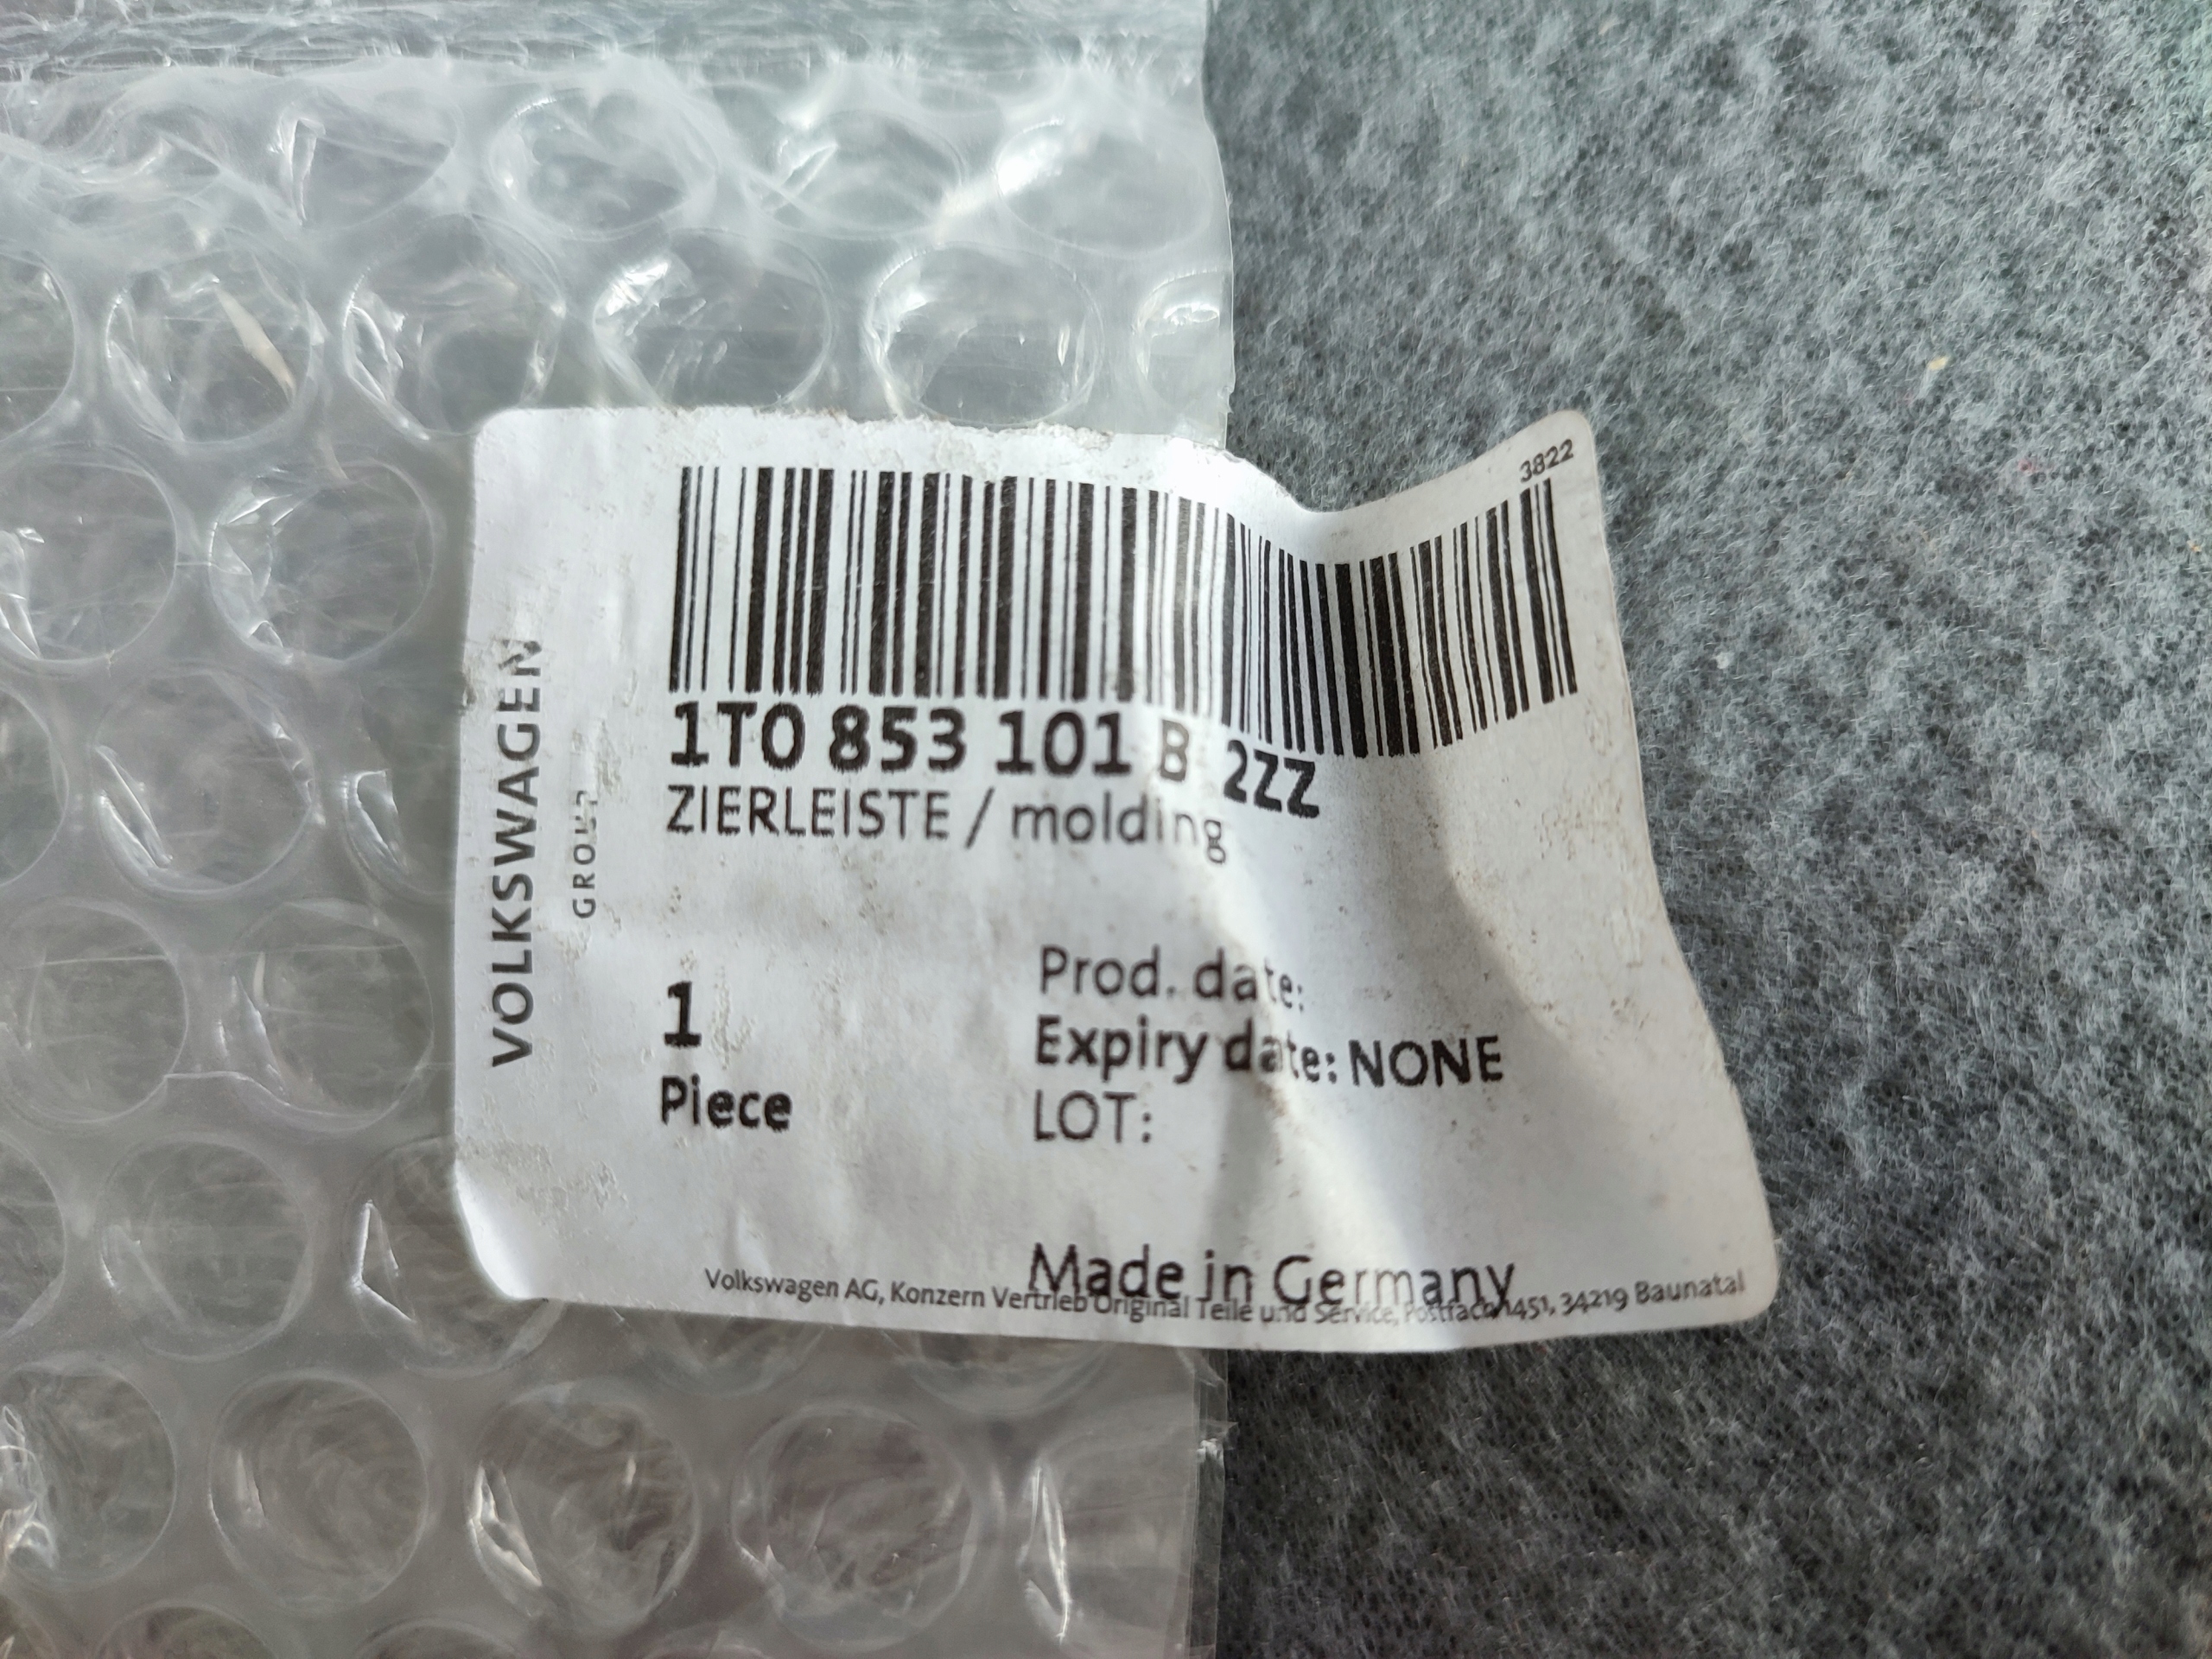 3822
1T0 853 101 B 2ZZ
ZIERLEISTE / molding
VOLKSWAGEN
GROUP
1
Piece
Prod. date:
Expiry date: NONE
LOT:
Made in Germany
Volkswagen AG, Konzern Vertrieb Original Teile und Service, Postfach 1451, 34219 Baunatal